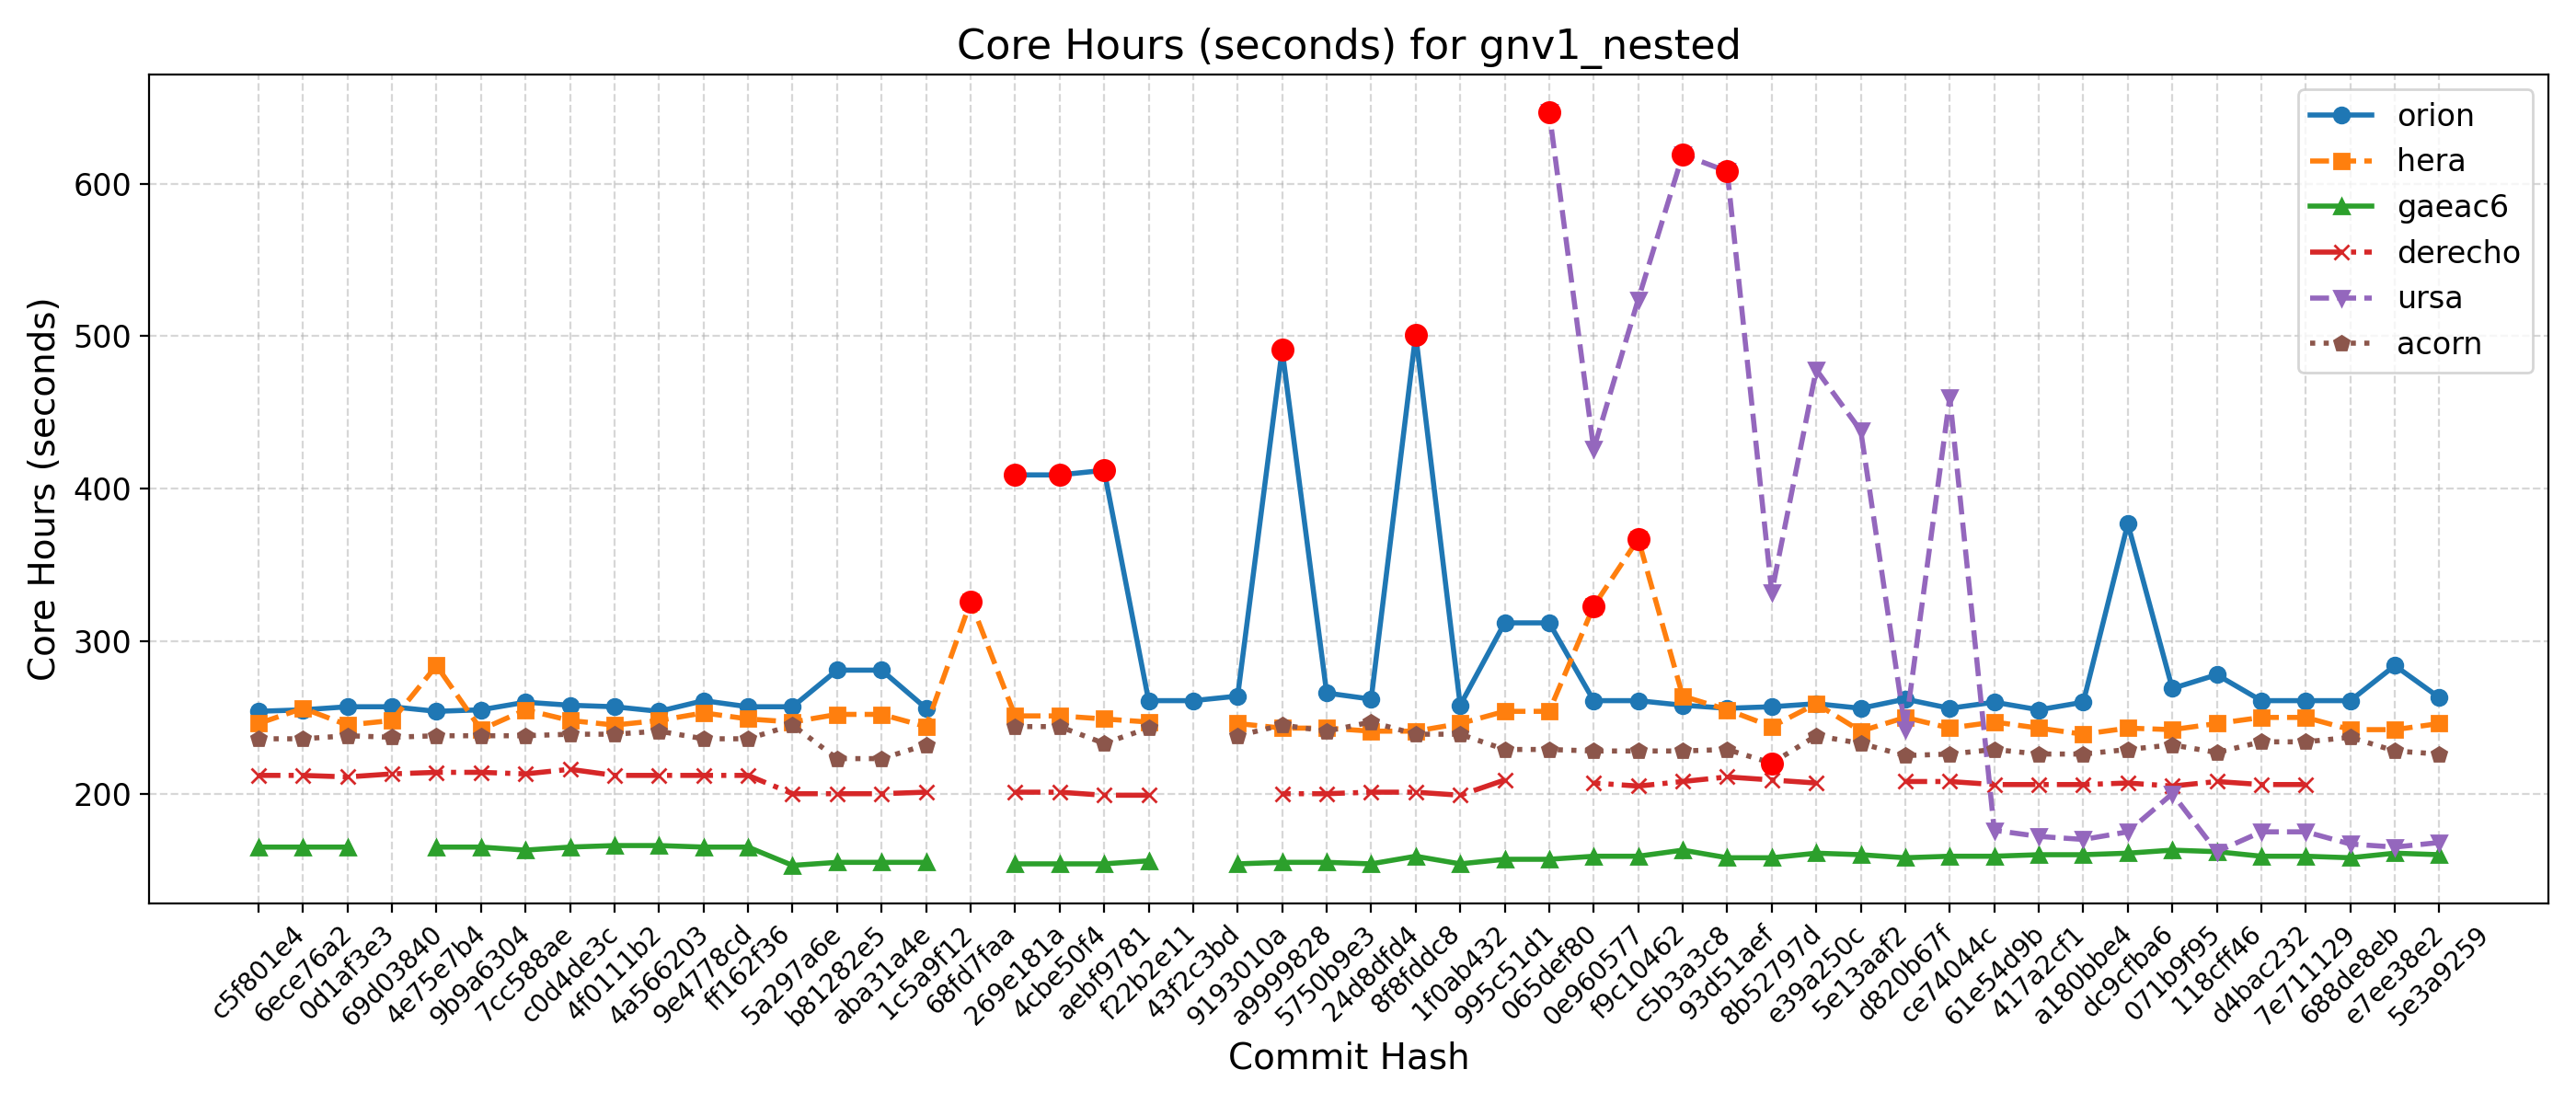 Core Hours (seconds) for gnv1_nested
Core Hours (seconds)
600
500
400
300
200
orion
hera
gaeac6
derecho
ursa
acorn
c5f801e4
6ece76a2
0d1af3e3
69d03840
4e75e7b4
9b9a6304
7cc588ae
c0d4de3c
4f0111b2
4a566203
9e4778cd
ff162f36
5a297a6e
b81282e5
aba31a4e
1c5a9f12
68fd7faa
269e181a
4cbe50f4
aebf9781
f22b2e11
43f2c3bd
9193010a
a9999828
5750b9e3
24d8dfd4
8f8fddc8
1f0ab432
995c51d1
065def80
0e960577
f9c10462
c5b3a3c8
93d51aef
8b52797d
e39a250c
5e13aaf2
d820b67f
ce74044c
61e54d9b
417a2cf1
a180bbe4
dc9cfba6
071b9f95
118cff46
d4bac232
7e711129
688de8eb
e7ee38e2
5e3a9259
Commit Hash